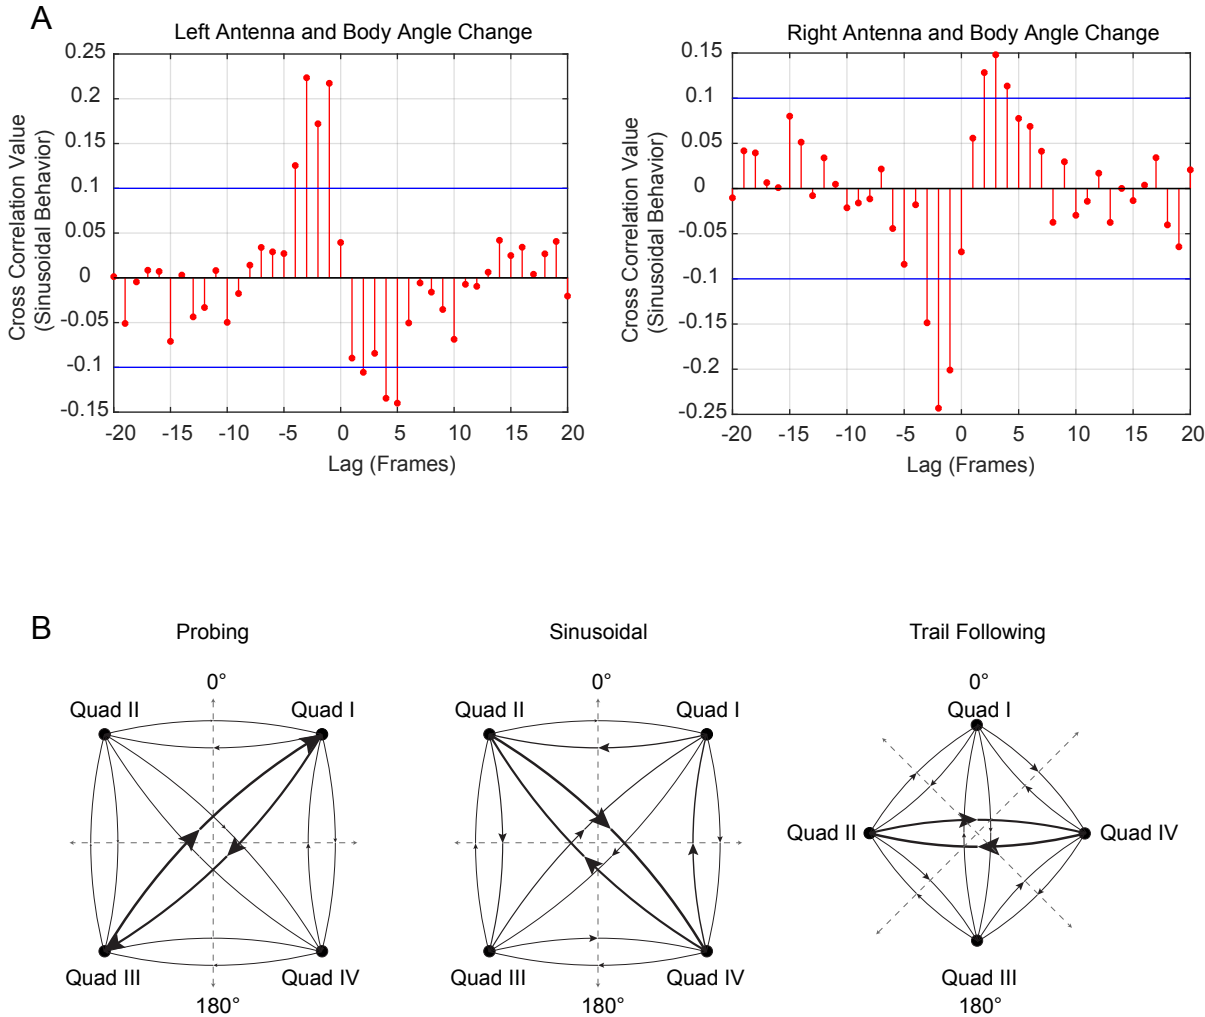 A
Left Antenna and Body Angle Change
Cross Correlation Value
(Sinusoidal Behavior)
0.25
0.2
0.15
0.1
0.05
0
-0.05
-0.1
-0.15
-20 -15 -10 -5 0 5 10 15 20
Lag (Frames)
Right Antenna and Body Angle Change
Cross Correlation Value
(Sinusoidal Behavior)
0.15
0.1
0.05
0
-0.05
-0.1
-0.15
-0.2
-0.25
-20 -15 -10 -5 0 5 10 15 20
Lag (Frames)
B
Probing
0°
Quad II Quad I
Quad III Quad IV
180°
Sinusoidal
0°
Quad II Quad I
Quad III Quad IV
180°
Trail Following
0°
Quad I
Quad II Quad IV
Quad III
180°